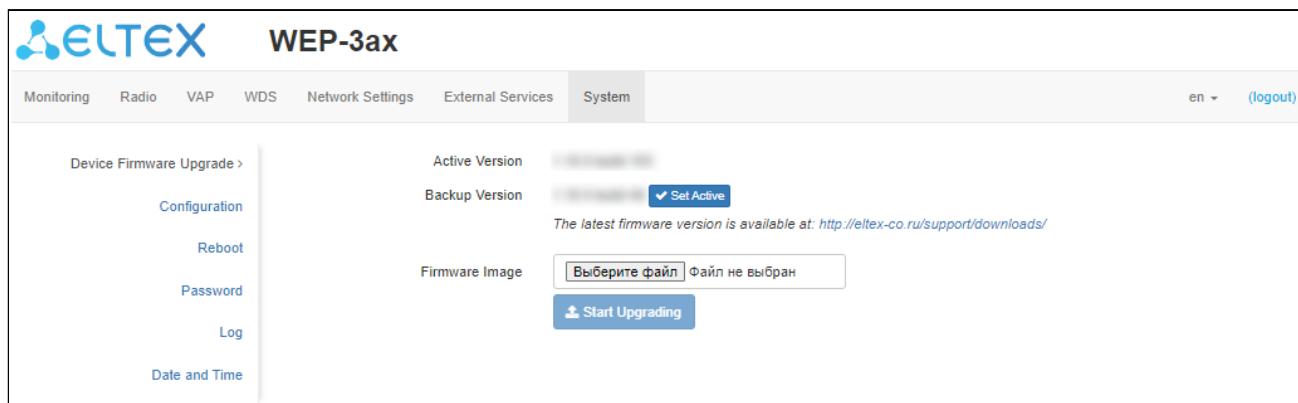 ELTEX WEP-3ax
Monitoring Radio VAP WDS Network Settings External Services System en (logout)
Device Firmware Upgrade >
Configuration
Reboot
Password
Log
Date and Time
Active Version
Backup Version Set Active
The latest firmware version is available at: http://eltex-co.ru/support/downloads/
Firmware Image Выберите файл Файл не выбран
Start Upgrading